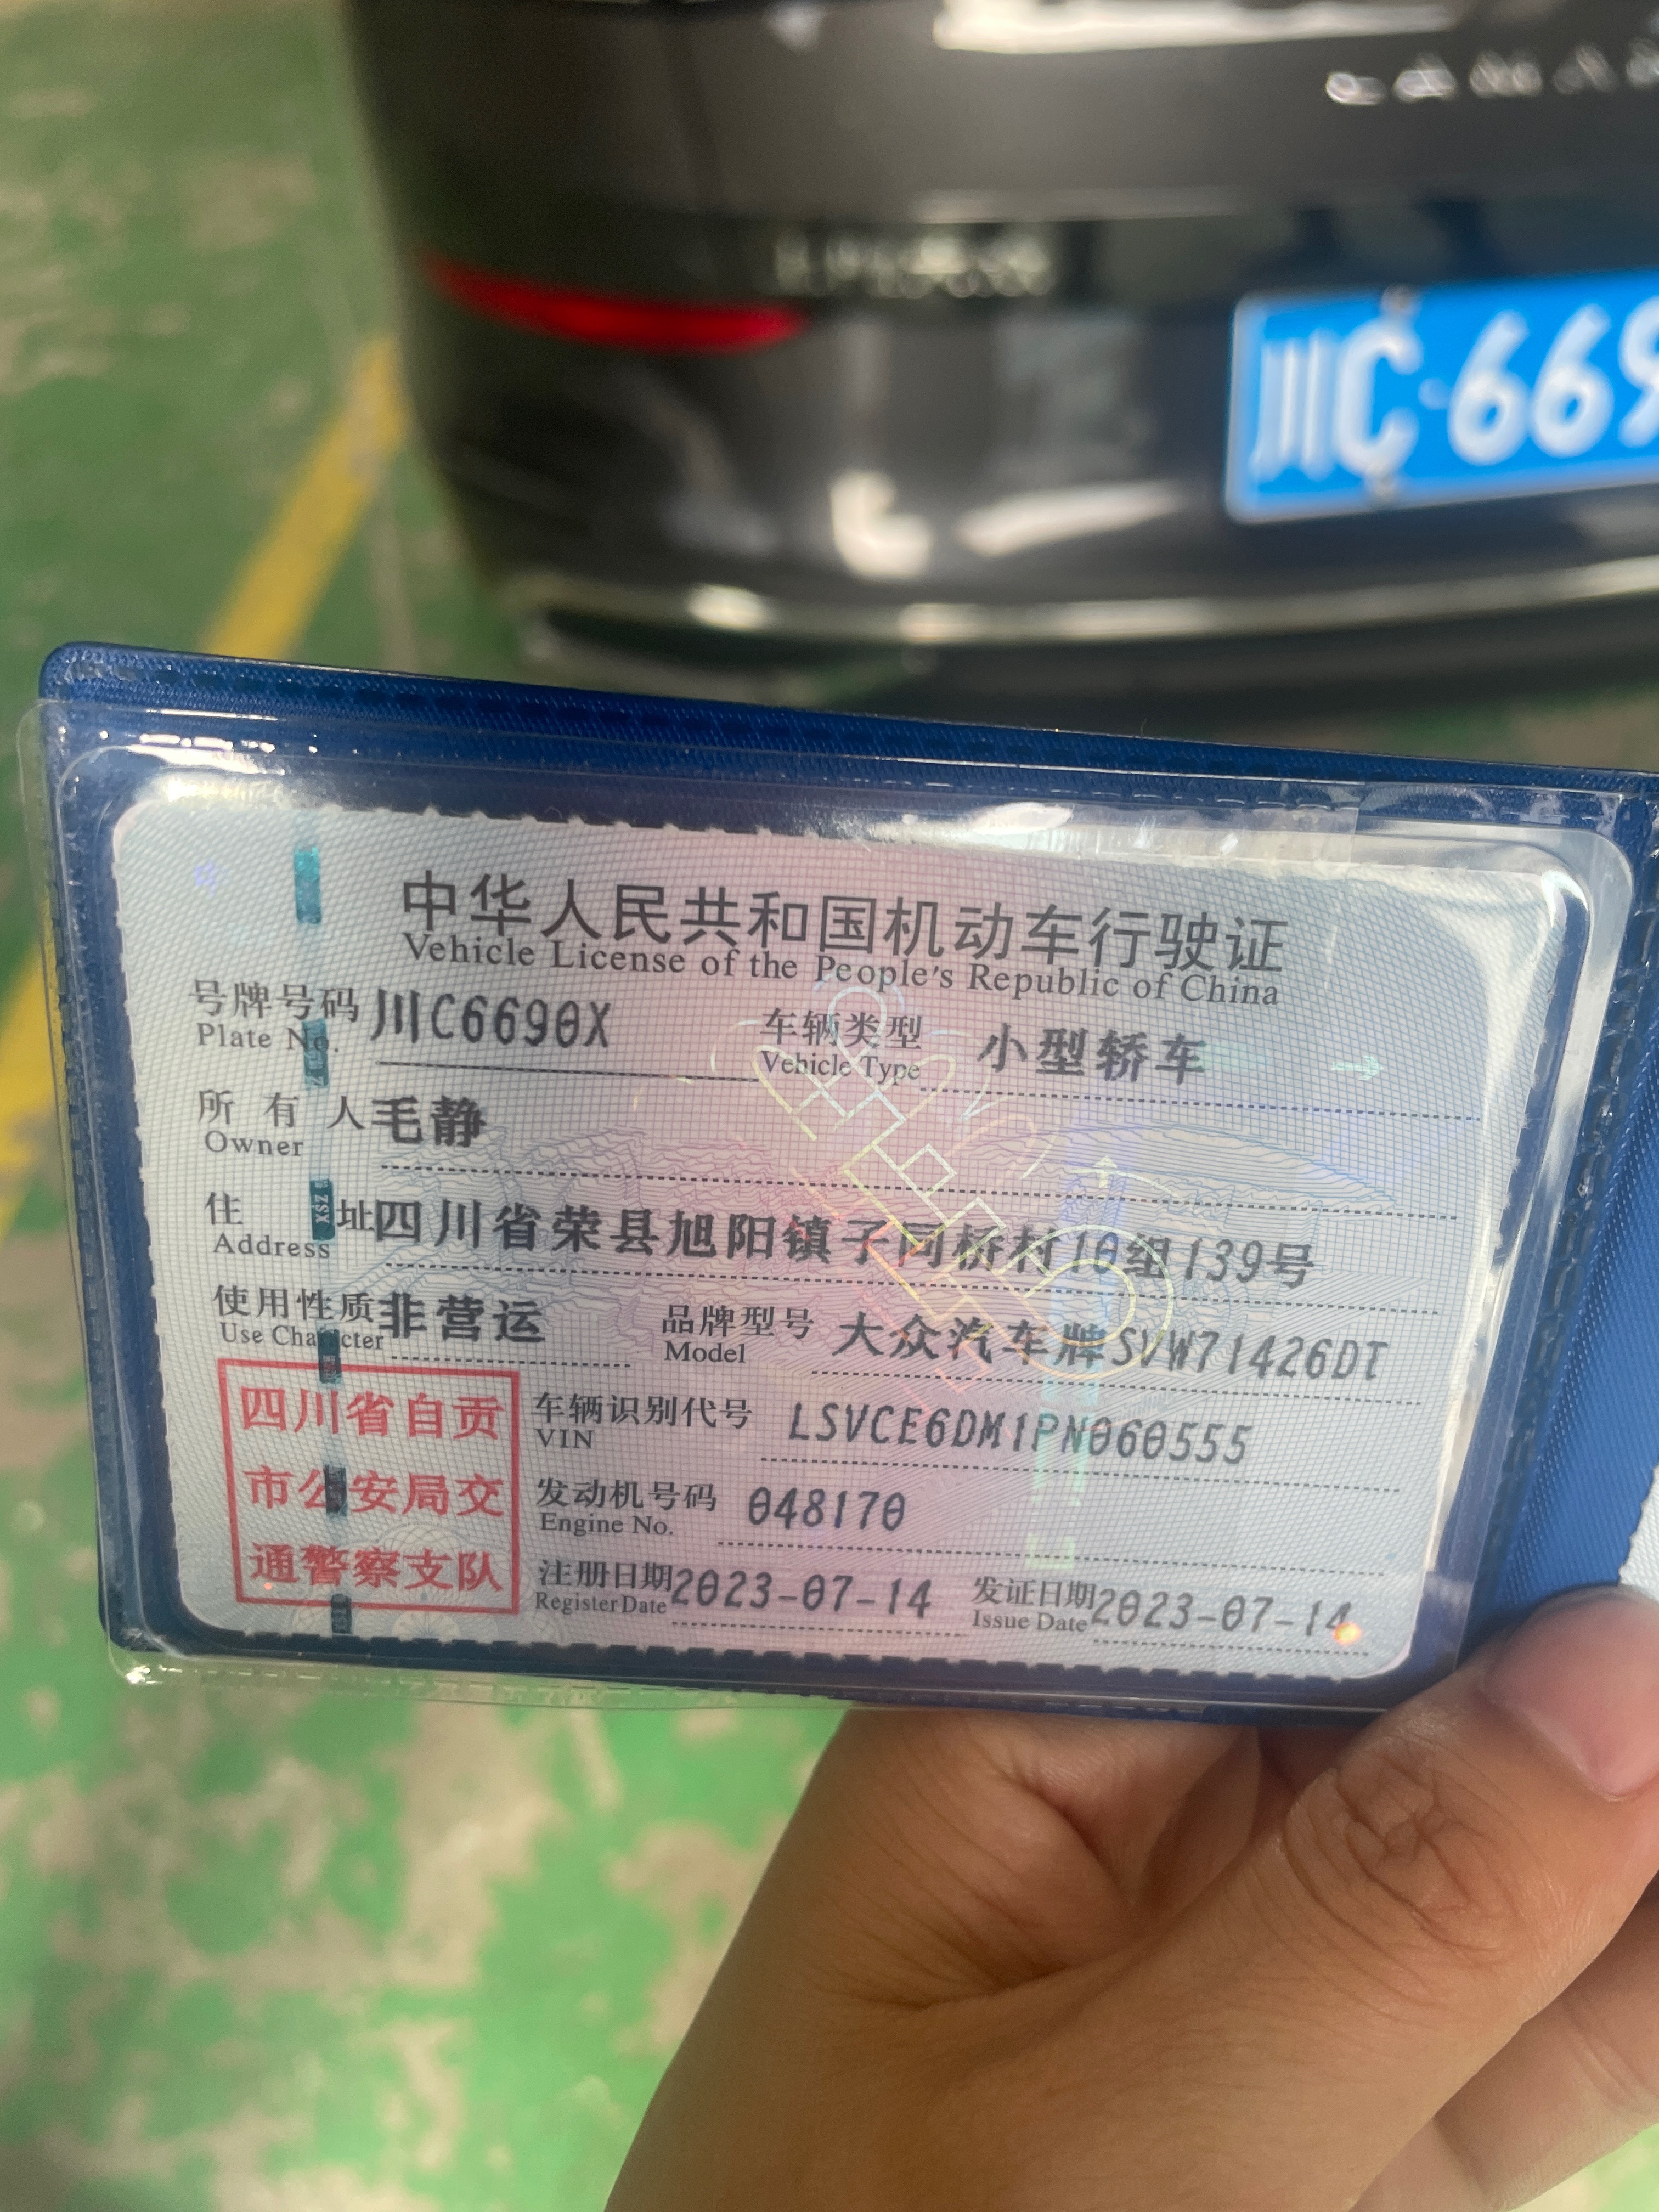 川C·669
中华人民共和国机动车行驶证
Vehicle License of the People's Republic of China
号牌号码 川C6690X 车辆类型 小型轿车
Plate No. Vehicle Type
所有人 毛静
Owner
住址 四川省荣县旭阳镇子同桥村10组139号
Address
使用性质 非营运 品牌型号 大众汽车牌SVW71426DT
Use Character Model
四川省自贡
市公安局交
通警察支队
车辆识别代号 LSVCE6DM1PN060555
VIN
发动机号码 048170
Engine No.
注册日期 2023-07-14 发证日期 2023-07-14
Register Date Issue Date